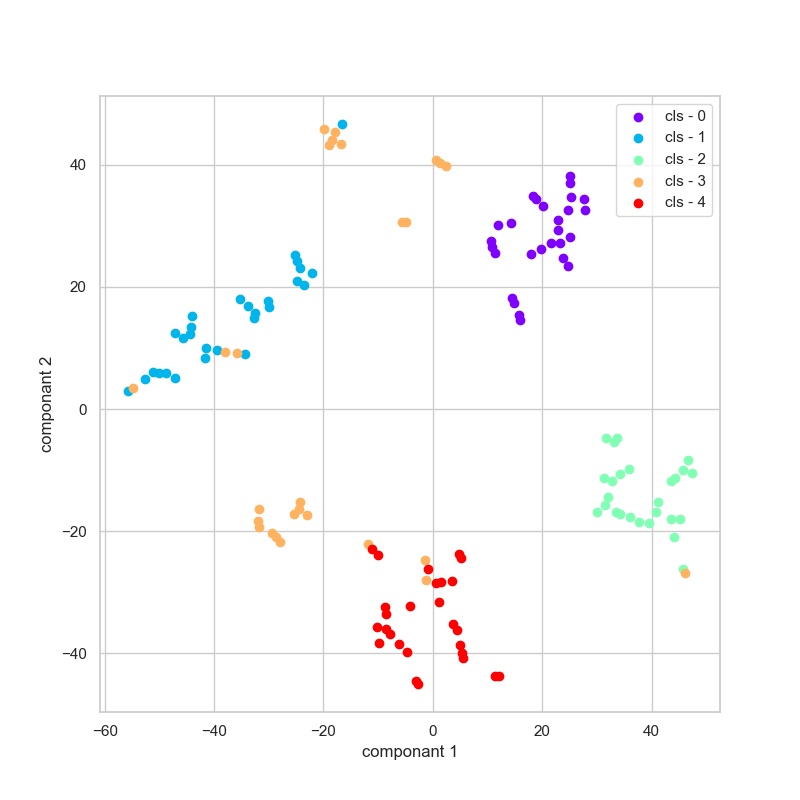 cls - 0
cls - 1
cls - 2
cls - 3
cls - 4
40
20
0
−20
−40
componant 2
−60
−40
−20
0
20
40
componant 1